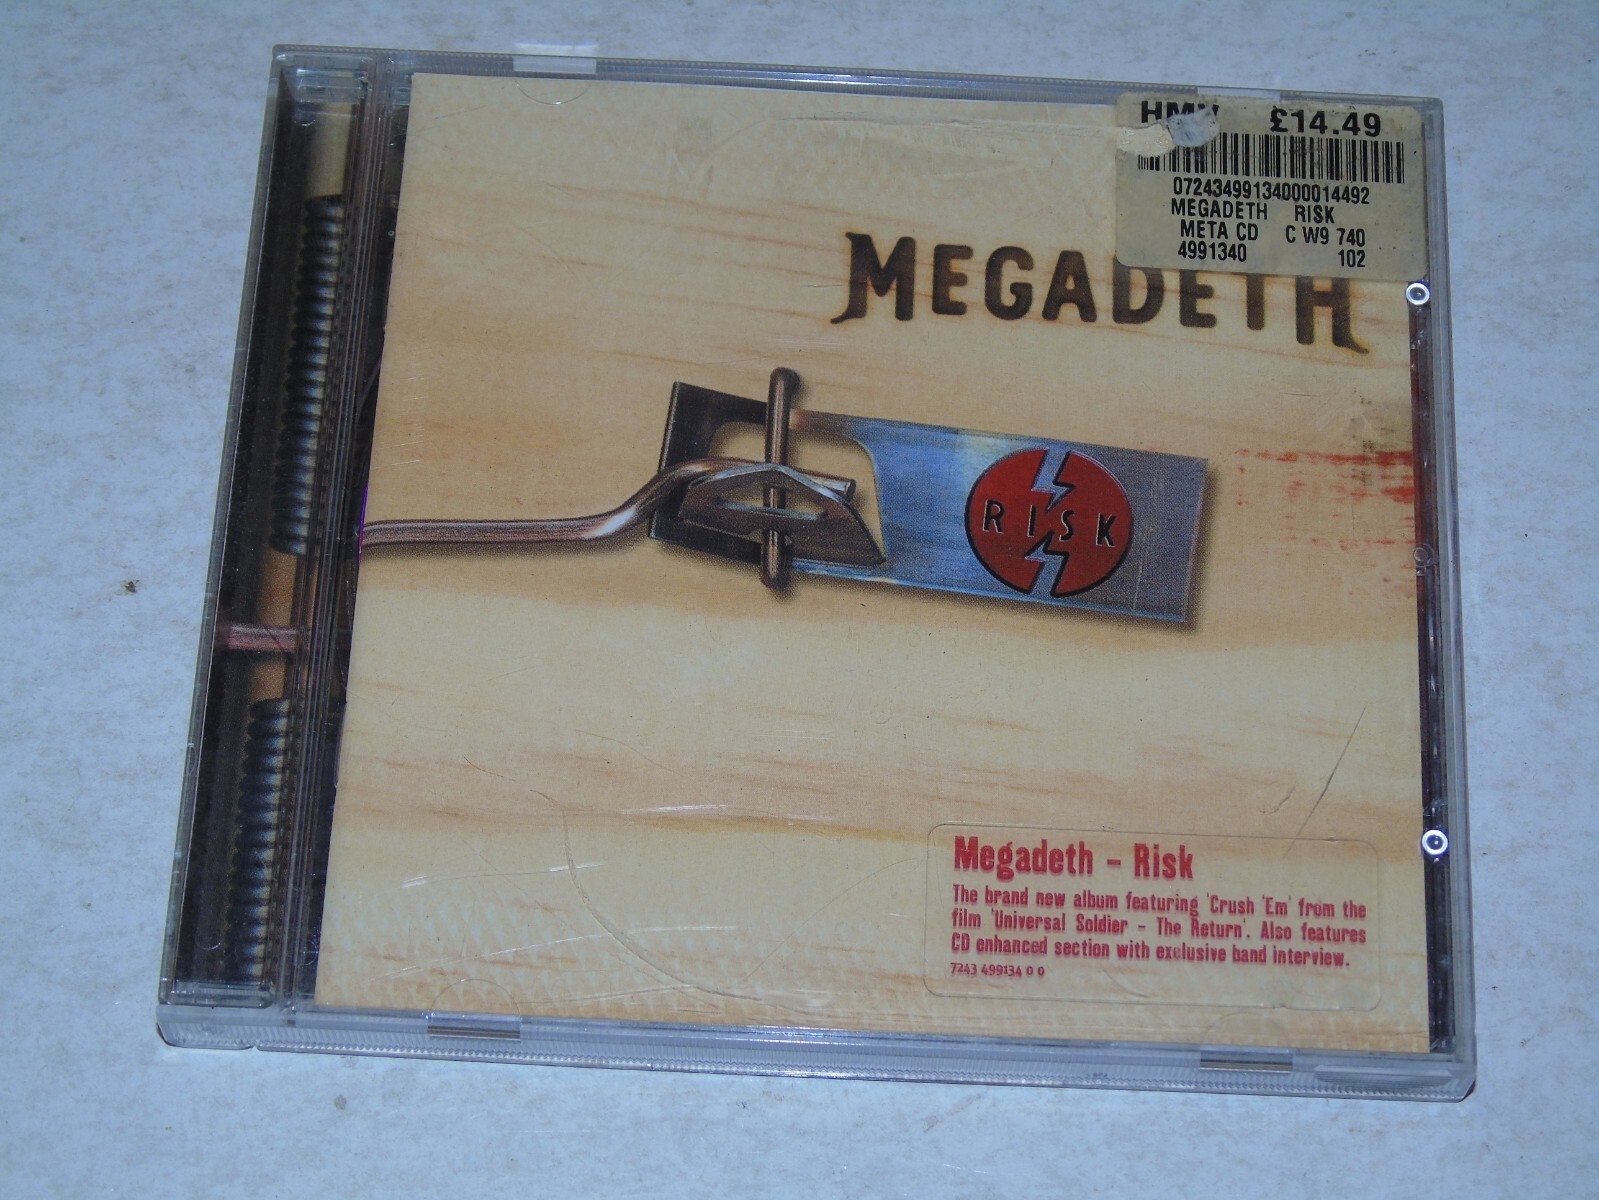 HMV £14.49
07243499134000014492
MEGADETH RISK
META CD C W9 740
4991340 102
MEGADETH
RISK
Megadeth - Risk
The brand new album featuring 'Crush 'Em' from the
film 'Universal Soldier - The Return'. Also features
CD enhanced section with exclusive band interview.
7243 499134 0 0